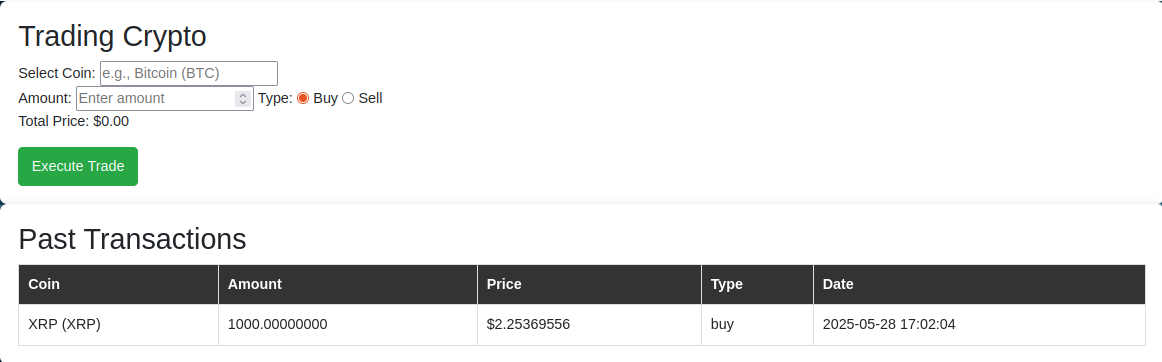 Trading Crypto
Select Coin: e.g., Bitcoin (BTC)
Amount: Enter amount Type: Buy Sell
Total Price: $0.00
Execute Trade
Past Transactions
Coin Amount Price Type Date
XRP (XRP) 1000.00000000 $2.25369556 buy 2025-05-28 17:02:04